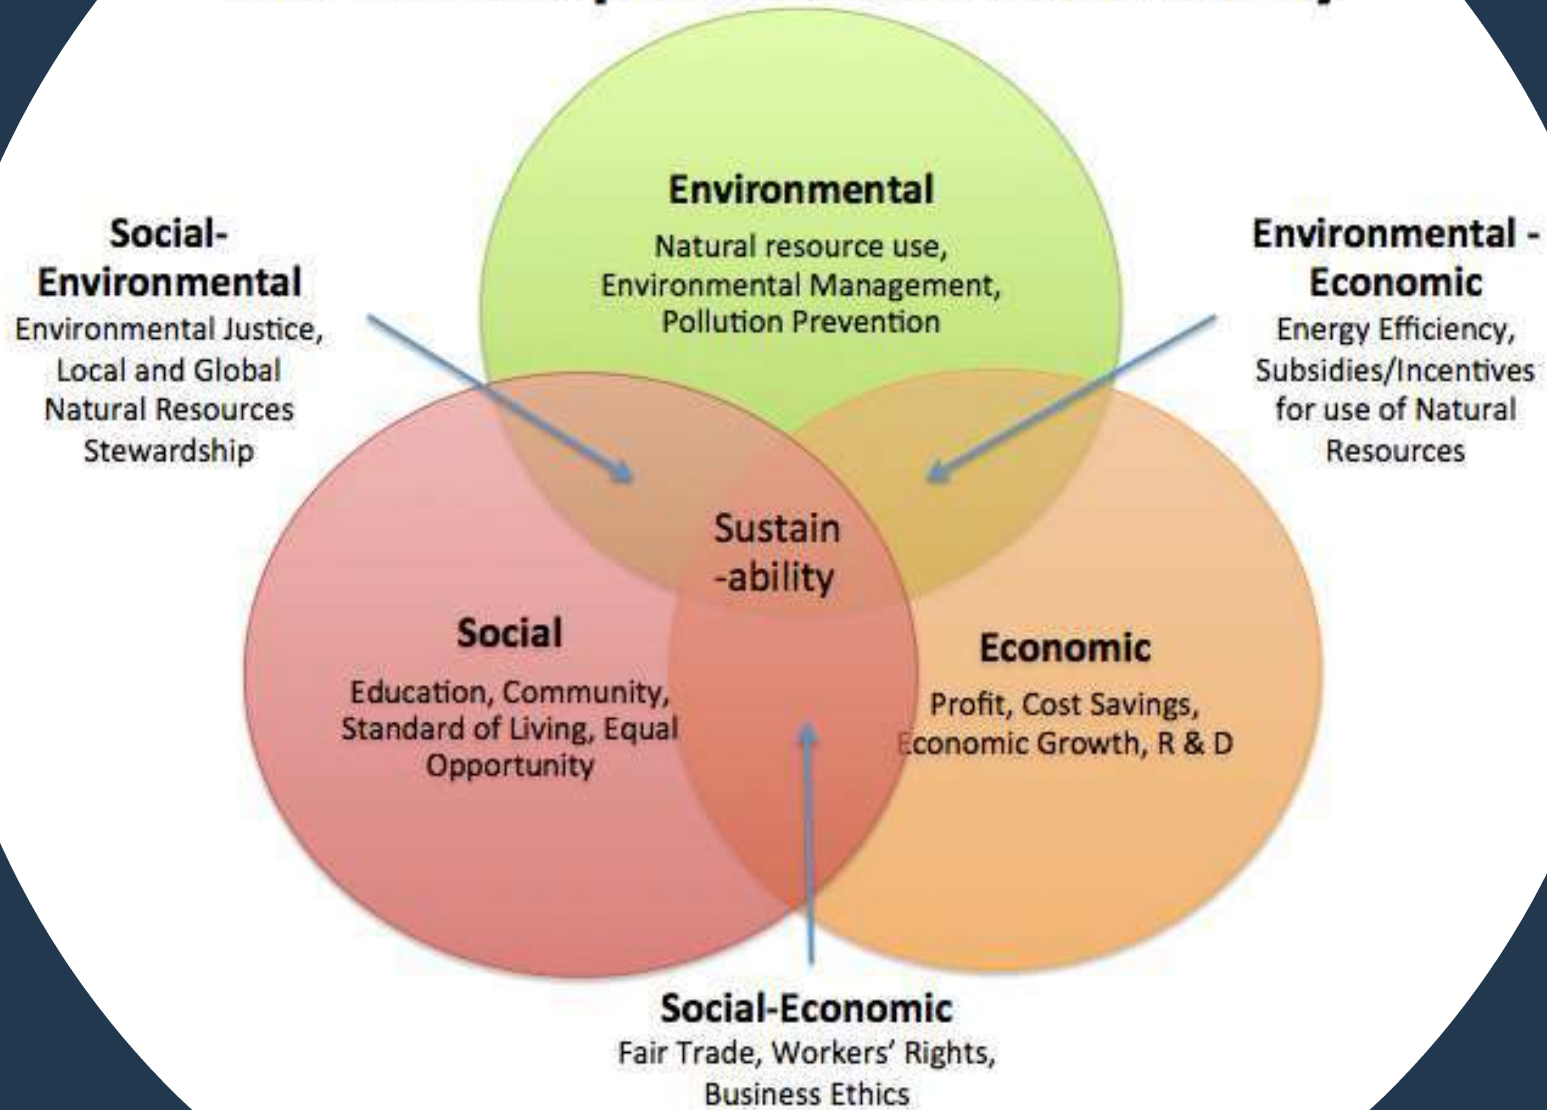 Environmental
Natural resource use,
Environmental Management,
Pollution Prevention
Social-
Environmental
Environmental Justice,
Local and Global
Natural Resources
Stewardship
Environmental -
Economic
Energy Efficiency,
Subsidies/Incentives
for use of Natural
Resources
Sustain
-ability
Social
Education, Community,
Standard of Living, Equal
Opportunity
Economic
Profit, Cost Savings,
Economic Growth, R & D
Social-Economic
Fair Trade, Workers’ Rights,
Business Ethics